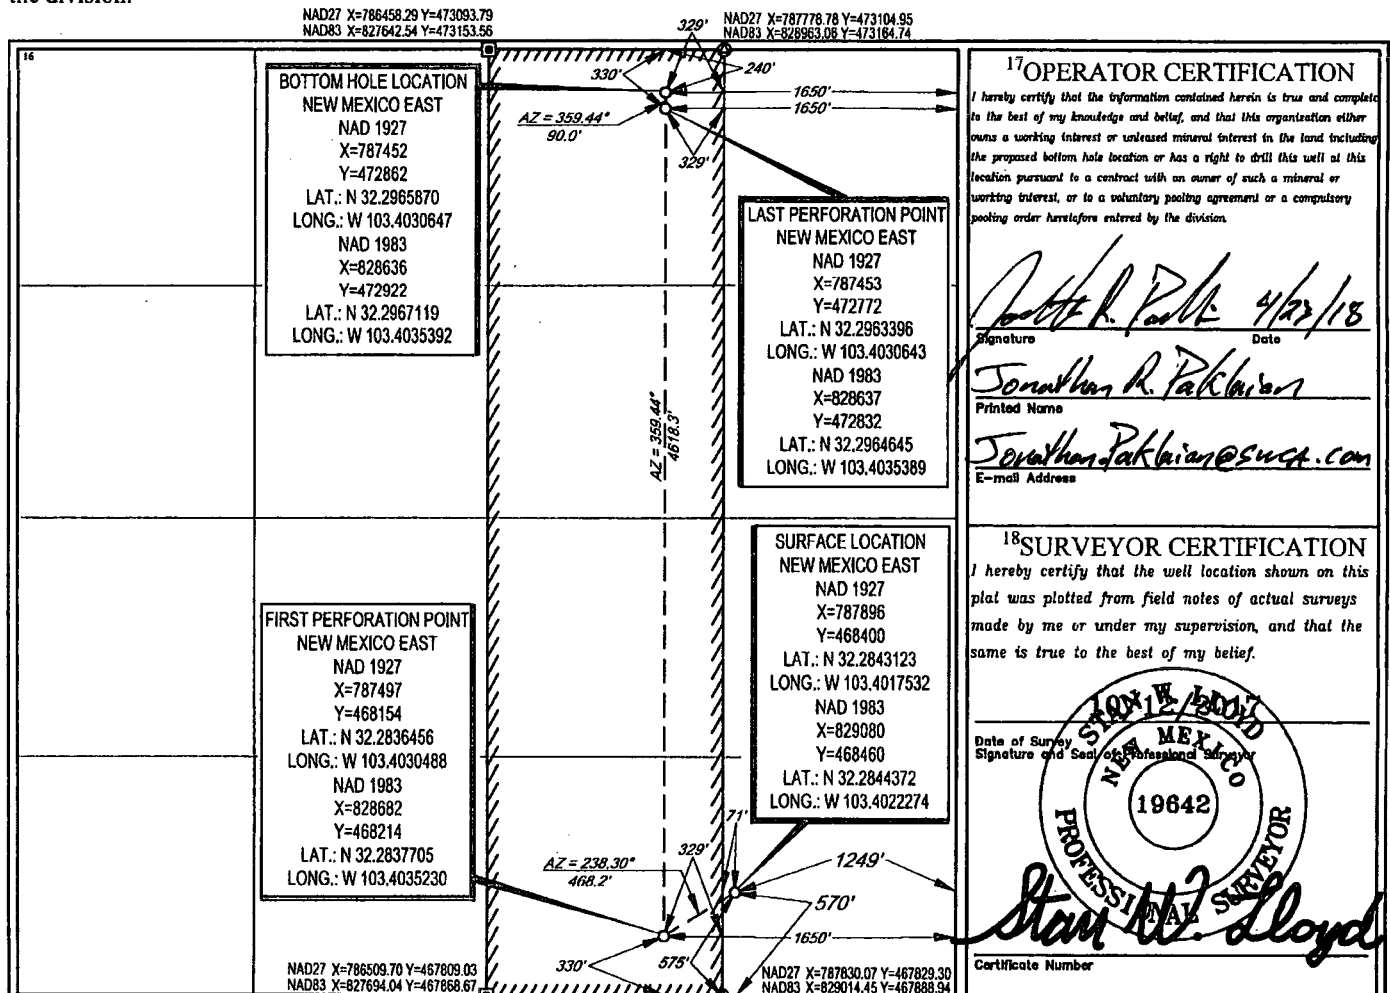 the division.
NAD27 X=786458.29 Y=473093.79
NAD83 X=827642.54 Y=473153.56
NAD27 X=787778.78 Y=473104.95
NAD83 X=828963.06 Y=473164.74
16
329'
330'
240'
1650'
1650'
AZ = 359.44°
90.0'
329'
BOTTOM HOLE LOCATION
NEW MEXICO EAST
NAD 1927
X=787452
Y=472862
LAT.: N 32.2965870
LONG.: W 103.4030647
NAD 1983
X=828636
Y=472922
LAT.: N 32.2967119
LONG.: W 103.4035392
LAST PERFORATION POINT
NEW MEXICO EAST
NAD 1927
X=787453
Y=472772
LAT.: N 32.2963396
LONG.: W 103.4030643
NAD 1983
X=828637
Y=472832
LAT.: N 32.2964645
LONG.: W 103.4035389
AZ = 359.44°
4618.3'
SURFACE LOCATION
NEW MEXICO EAST
NAD 1927
X=787896
Y=468400
LAT.: N 32.2843123
LONG.: W 103.4017532
NAD 1983
X=829080
Y=468460
LAT.: N 32.2844372
LONG.: W 103.4022274
FIRST PERFORATION POINT
NEW MEXICO EAST
NAD 1927
X=787497
Y=468154
LAT.: N 32.2836456
LONG.: W 103.4030488
NAD 1983
X=828682
Y=468214
LAT.: N 32.2837705
LONG.: W 103.4035230
71'
329'
AZ = 238.30°
468.2'
1249'
570'
1650'
330'
575'
NAD27 X=786509.70 Y=467809.03
NAD83 X=827694.04 Y=467868.67
NAD27 X=787830.07 Y=467829.30
NAD83 X=829014.45 Y=467888.94
17 OPERATOR CERTIFICATION
I hereby certify that the information contained herein is true and complete
to the best of my knowledge and belief, and that this organization either
owns a working interest or unleased mineral interest in the land including
the proposed bottom hole location or has a right to drill this well at this
location pursuant to a contract with an owner of such a mineral or
working interest, or to a voluntary pooling agreement or a compulsory
pooling order heretofore entered by the division.
4/23/18
Signature Date
Jonathan R. Paklaian
Printed Name
Jonathan.Paklaian@swca.com
E-mail Address
18 SURVEYOR CERTIFICATION
I hereby certify that the well location shown on this
plat was plotted from field notes of actual surveys
made by me or under my supervision, and that the
same is true to the best of my belief.
Date of Survey
Signature and Seal of Professional Surveyor
STAN W. LLOYD
NEW MEXICO
19642
PROFESSIONAL SURVEYOR
Stan W. Lloyd
Certificate Number